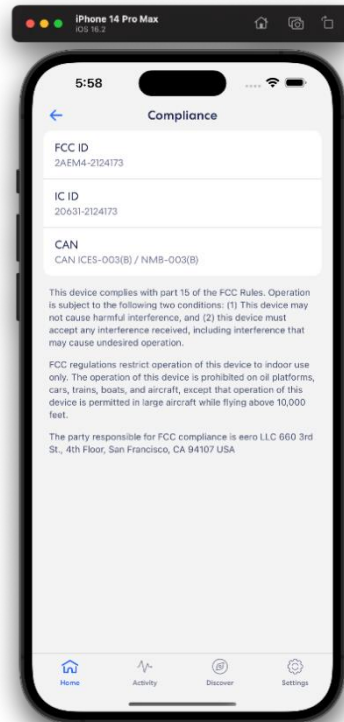 iPhone 14 Pro Max
iOS 16.2
5:58
Compliance
FCC ID
2AEM4-2124173
IC ID
20631-2124173
CAN
CAN ICES-003(B) / NMB-003(B)
This device complies with part 15 of the FCC Rules. Operation
is subject to the following two conditions: (1) This device may
not cause harmful interference, and (2) this device must
accept any interference received, including interference that
may cause undesired operation.
FCC regulations restrict operation of this device to indoor use
only. The operation of this device is prohibited on oil platforms,
cars, trains, boats, and aircraft, except that operation of this
device is permitted in large aircraft while flying above 10,000
feet.
The party responsible for FCC compliance is eero LLC 660 3rd
St., 4th Floor, San Francisco, CA 94107 USA
Home
Activity
Discover
Settings